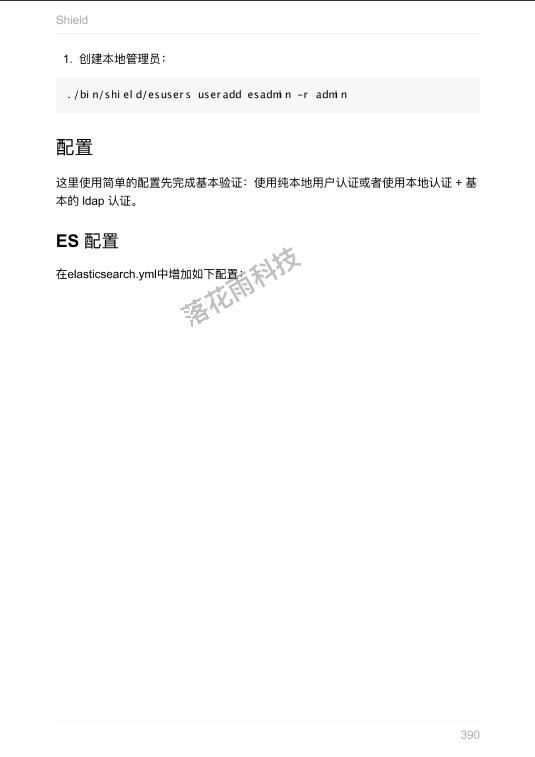 Shield
1. 创建本地管理员：
./bin/shield/esusers useradd esadmin -r admin
配置
这里使用简单的配置先完成基本验证：使用纯本地用户认证或者使用本地认证 + 基
本的 ldap 认证。
ES 配置
在elasticsearch.yml中增加如下配置：
落花雨科技
390